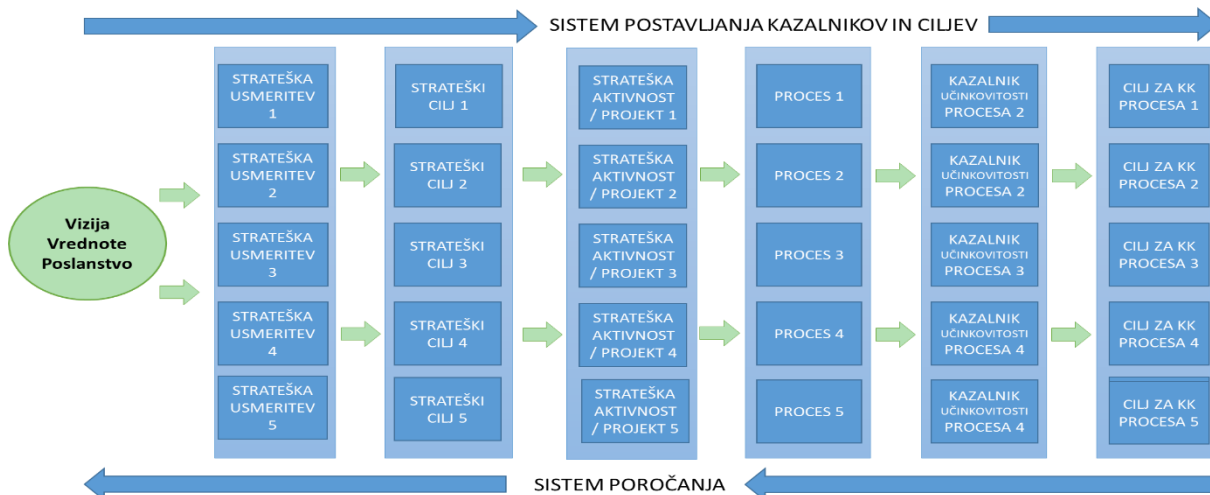 SISTEM POSTAVLJANJA KAZALNIKOV IN CILJEV
Vizija
Vrednote
Poslanstvo
STRATEŠKA
USMERITEV
1
STRATEŠKA
USMERITEV
2
STRATEŠKA
USMERITEV
3
STRATEŠKA
USMERITEV
4
STRATEŠKA
USMERITEV
5
STRATEŠKI
CILJ 1
STRATEŠKI
CILJ 2
STRATEŠKI
CILJ 3
STRATEŠKI
CILJ 4
STRATEŠKI
CILJ 5
STRATEŠKA
AKTIVNOST
/ PROJEKT 1
STRATEŠKA
AKTIVNOST
/ PROJEKT 2
STRATEŠKA
AKTIVNOST
/ PROJEKT 3
STRATEŠKA
AKTIVNOST
/ PROJEKT 4
STRATEŠKA
AKTIVNOST
/ PROJEKT 5
PROCES 1
PROCES 2
PROCES 3
PROCES 4
PROCES 5
KAZALNIK
UČINKOVITOSTI
PROCESA 2
KAZALNIK
UČINKOVITOSTI
PROCESA 2
KAZALNIK
UČINKOVITOSTI
PROCESA 3
KAZALNIK
UČINKOVITOSTI
PROCESA 4
KAZALNIK
UČINKOVITOSTI
PROCESA 4
CILJ ZA KK
PROCESA 1
CILJ ZA KK
PROCESA 2
CILJ ZA KK
PROCESA 3
CILJ ZA KK
PROCESA 4
CILJ ZA KK
PROCESA 5
SISTEM POROČANJA